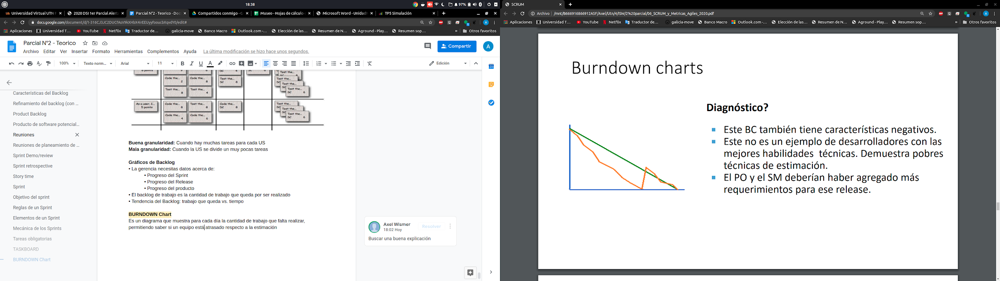 18:38
97%
Universidad Virtual UTN F
2020 DSI 1er Parcial Alerta
Parcial N°2 - Teorico - Doc
Compartidos conmigo - G
Museo - Hojas de cálculo
Microsoft Word - Unidad
TP5 Simulación
docs.google.com/document/d/1-316CJ3JC2DUCfAsV9kXHbX4irEEUyyfooucbXqvdY0/edit#
Aplicaciones
Universidad T...
YouTube
Netflix
Traductor de...
galicia-move
Banco Macro
Outlook.com -...
Elección de las...
Resumen de N...
Aground - Play...
Resumen sop...
»
Otros favoritos
Parcial N°2 - Teorico
Archivo Editar Ver Insertar Formato Herramientas Complementos Ayuda La última modificación se hizo hace unos segundos.
Compartir
A
100% Texto norm... Arial 11 B I U A Edición
31
Características del Backlog
Refinamiento del backlog (con ...
Product Backlog
Producto de software potencial...
Reuniones
Reuniones de planeamiento de ...
Sprint Demo/review
Sprint retrospective
Story time
Sprint
Objetivo del sprint
Reglas de un Sprint
Elementos de un Sprint
Mecánica de los Sprints
Tareas obligatorias
TASKBOARD
BURNDOWN Chart
Code the...
2
Code the...
8
Test the...
SC 8
Test the...
8
Test the...
4
Test the...
SC 6
As a user, I...
5 points
Code the...
8
Test the...
8
Code the...
DC 8
Test the...
Test the...
Test the...
SC 6
Code the...
4
Code the...
6
Buena granularidad: Cuando hay muchas tareas para cada US
Mala granularidad: Cuando la US se divide un muy pocas tareas
Gráficos de Backlog
• La gerencia necesitas datos acerca de:
• Progreso del Sprint
• Progreso del Release
• Progreso del producto
• El backlog de trabajo es la cantidad de trabajo que queda por ser realizado
• Tendencia del Backlog: trabajo que queda vs. tiempo
BURNDOWN Chart
Es un diagrama que muestra para cada día la cantidad de trabajo que falta realizar,
permitiendo saber si un equipo está atrasado respecto a la estimación
Axel Wismer
18:02 Hoy
Resolver
Buscar una buena explicación
SCRUM
Archivo | /mnt/B666916866912A5F/Axel/Utn/4/ISW/2%20parcial/06_SCRUM_y_Metricas_Agiles_2020.pdf
Aplicaciones
Universidad T...
YouTube
Netflix
Traductor de...
galicia-move
Banco Macro
Outlook.com -...
Elección de las...
Resumen de N...
Aground - Play...
Resumen sop...
»
Otros favoritos
Burndown charts
Diagnóstico?
Este BC también tiene características negativos.
Este no es un ejemplo de desarrolladores con las
mejores habilidades técnicas. Demuestra pobres
técnicas de estimación.
El PO y el SM deberían haber agregado más
requerimientos para ese release.